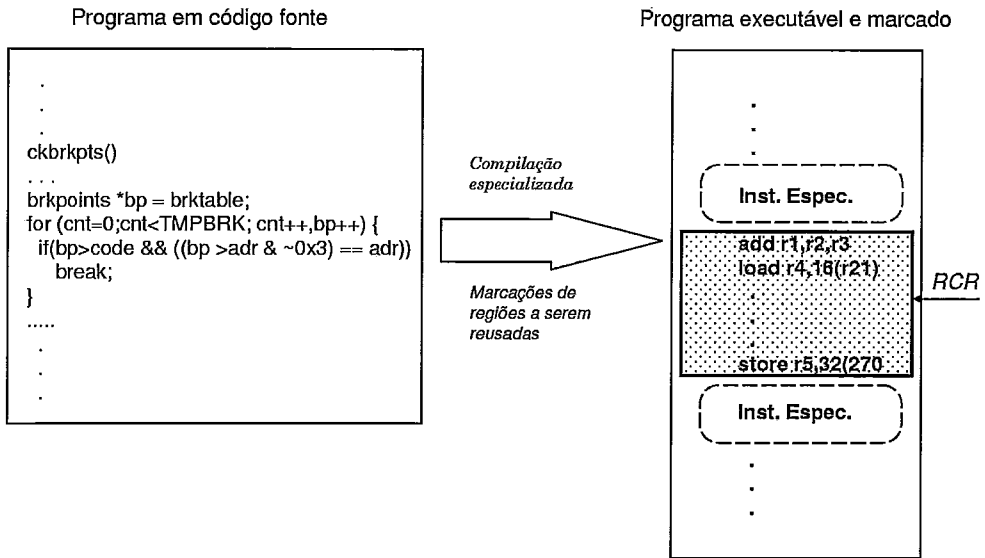 Programa em código fonte
.
.
.
ckbrkpts()
. . .
brkpoints *bp = brktable;
for (cnt=0;cnt<TMPBRK; cnt++,bp++) {
if(bp>code && ((bp >adr & ~0x3) == adr))
break;
}
.....
.
.
.
Compilação
especializada
Marcações de
regiões a serem
reusadas
Programa executável e marcado
.
.
.
Inst. Espec.
add r1,r2,r3
load r4,16(r21)
.
.
.
store r5,32(270
RCR
Inst. Espec.
.
.
.